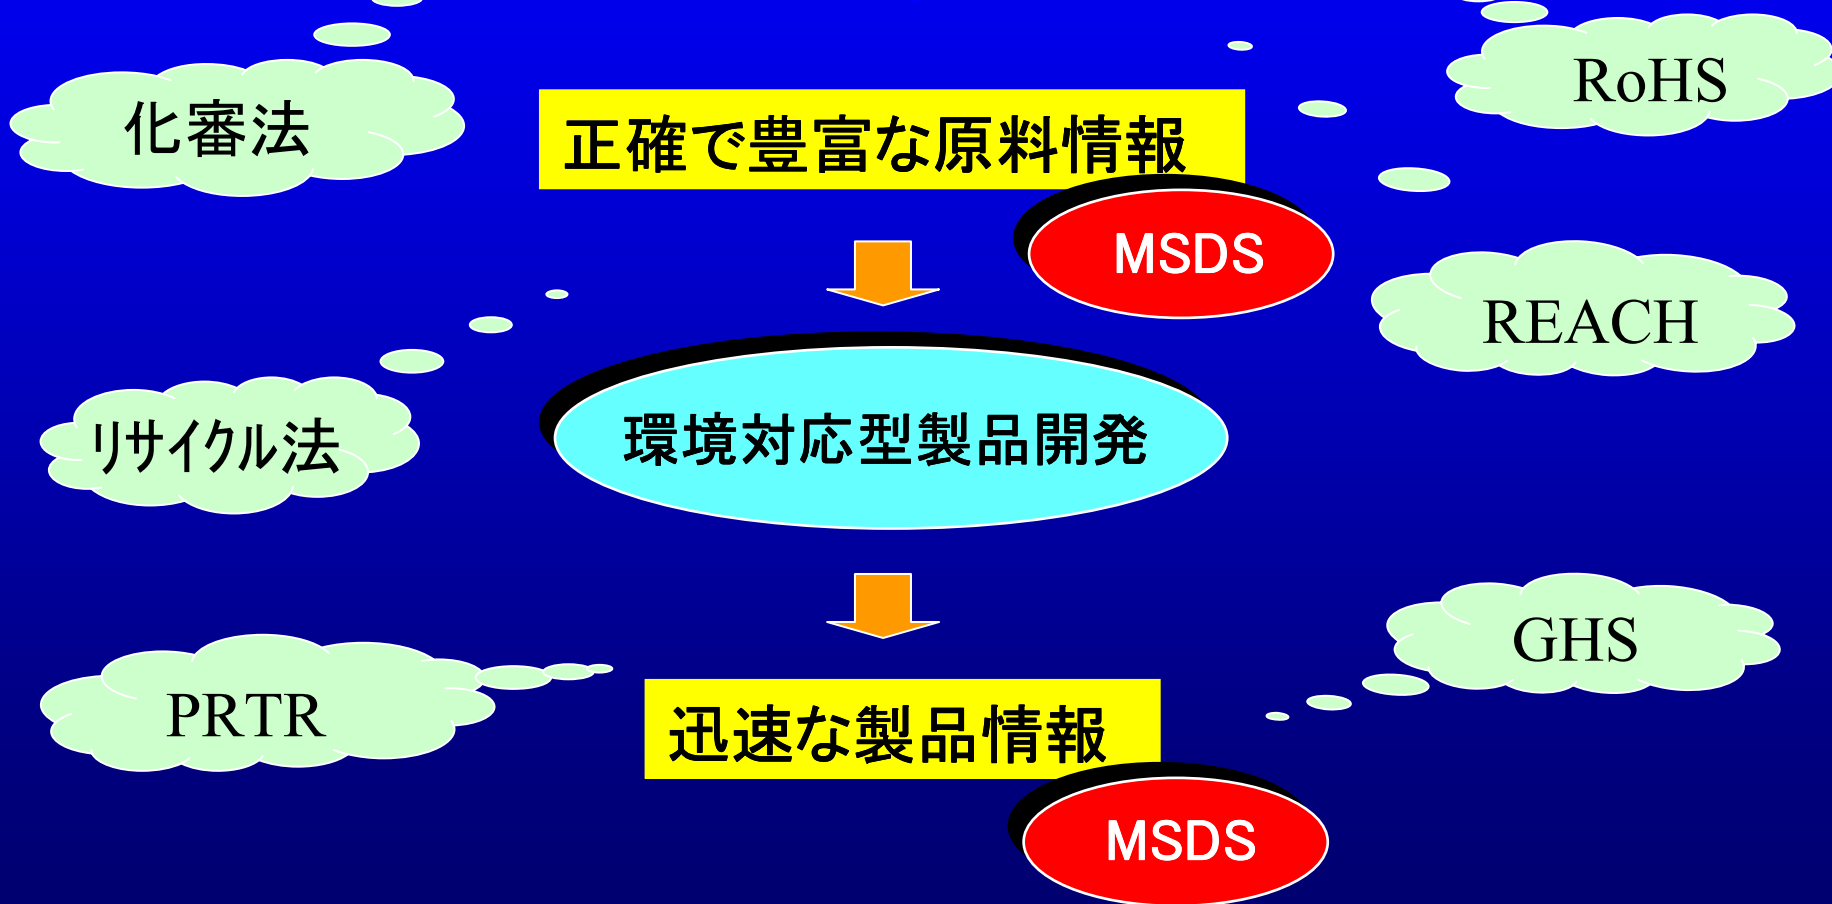 RoHS
化審法
正確で豊富な原料情報
MSDS
REACH
環境対応型製品開発
リサイクル法
GHS
PRTR
迅速な製品情報
MSDS